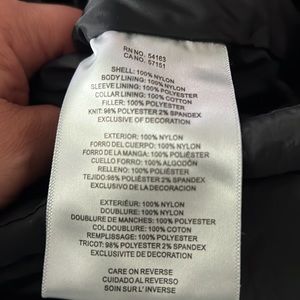 RN NO. 54163
CA NO. 57151
SHELL: 100% NYLON
BODY LINING: 100% NYLON
SLEEVE LINING: 100% POLYESTER
COLLAR LINING: 100% COTTON
FILLER: 100% POLYESTER
KNIT: 98% POLYESTER 2% SPANDEX
EXCLUSIVE OF DECORATION
EXTERIOR: 100% NYLON
FORRO DEL CUERPO: 100% NYLON
FORRO DE LA MANGA: 100% POLIÉSTER
CUELLO FORRO: 100% ALGODÓN
RELLENO: 100% POLIÉSTER
TEJIDO:98% POLIÉSTER 2% SPANDEX
EXCLUSIVO DE LA DECORACIÓN
EXTÉRIEUR: 100% NYLON
DOUBLURE: 100% NYLON
DOUBLURE DE MANCHES: 100% POLYESTER
COL DOUBLURE: 100% COTTON
REMPLISSAGE: 100% POLYESTER
TRICOT: 98% POLYESTER 2% SPANDEX
EXCLUSIVITE DE DECORATION
CARE ON REVERSE
CUIDADO AL REVERSO
SOIN SUR L' INVERSE